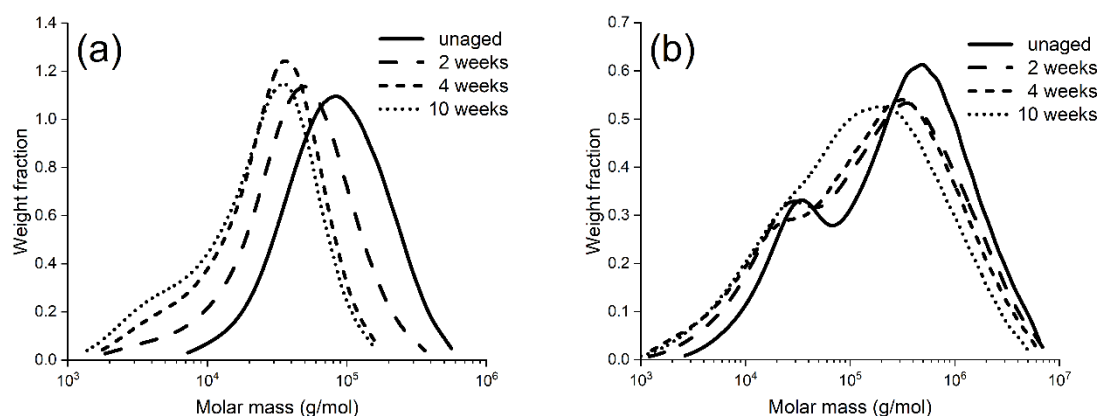 (a)
unaged
2 weeks
4 weeks
10 weeks
Weight fraction
1.4
1.2
1.0
0.8
0.6
0.4
0.2
0.0
10³ 10⁴ 10⁵ 10⁶
Molar mass (g/mol)
(b)
unaged
2 weeks
4 weeks
10 weeks
Weight fraction
0.7
0.6
0.5
0.4
0.3
0.2
0.1
0.0
10³ 10⁴ 10⁵ 10⁶ 10⁷
Molar mass (g/mol)